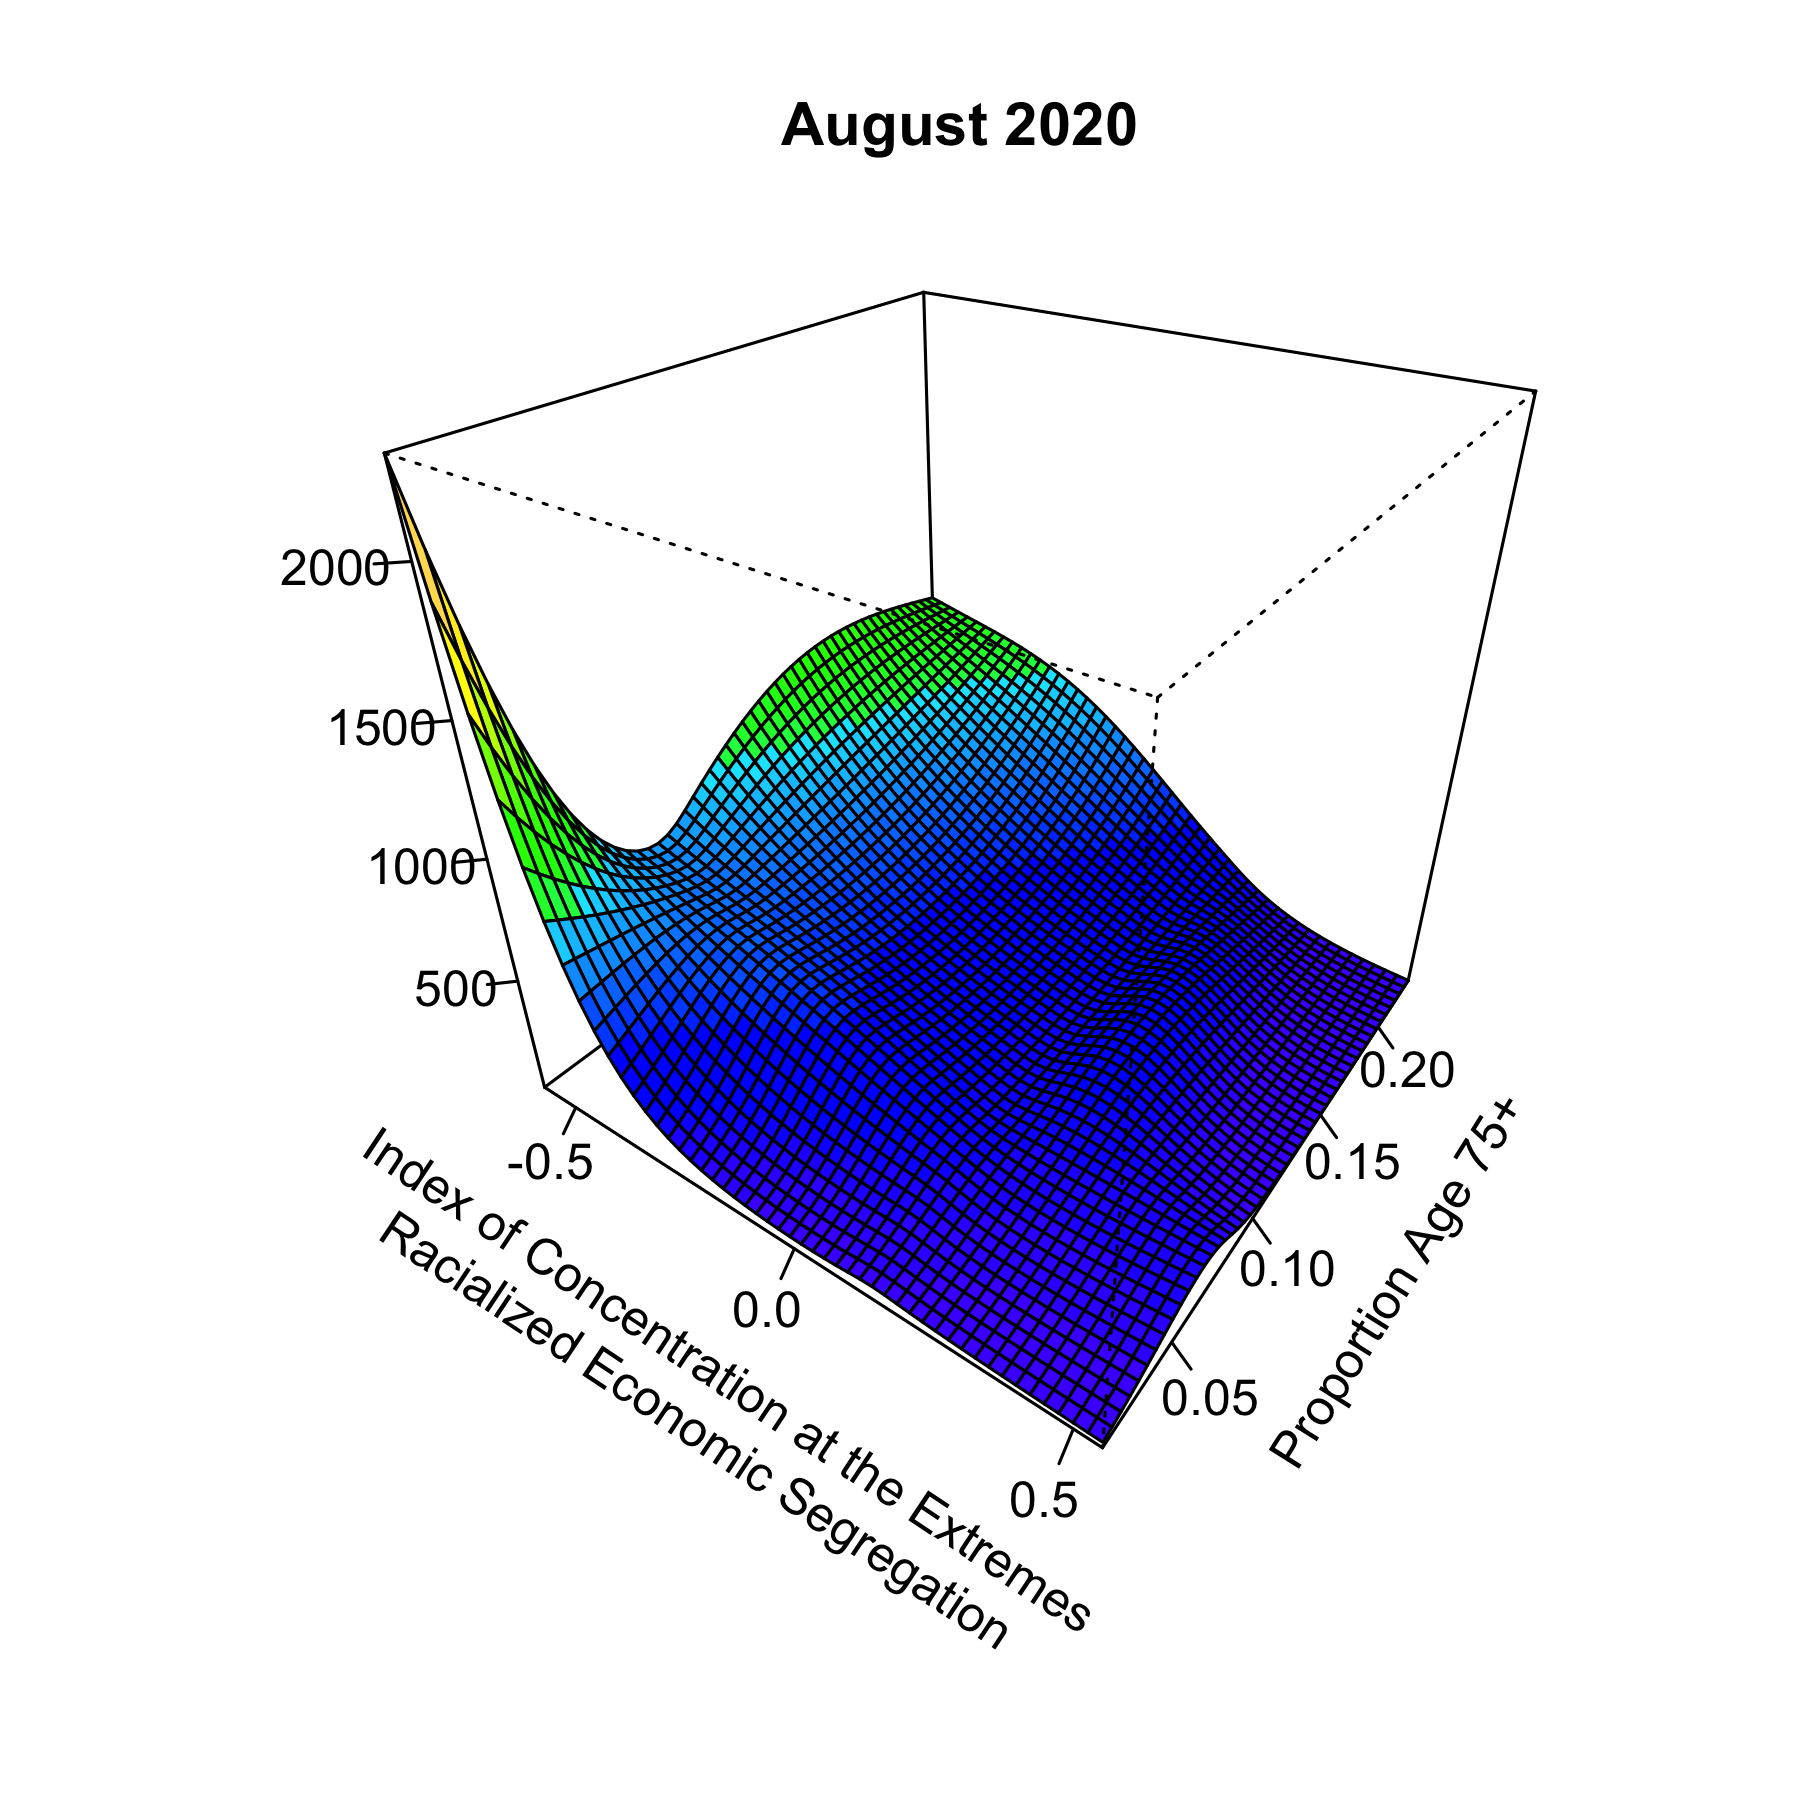 August 2020
2000
1500
1000
500
-0.5
0.0
0.5
Index of Concentration at the Extremes
Racialized Economic Segregation
0.05
0.10
0.15
0.20
Proportion Age 75+